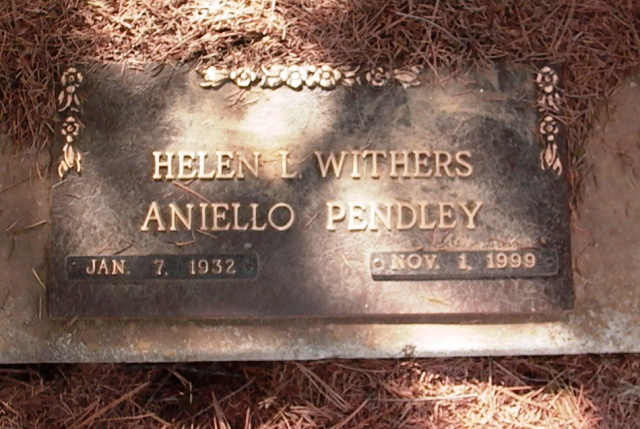 HELEN L WITHERS
ANIELLO PENDLEY
JAN. 7, 1932 NOV. 1, 1999